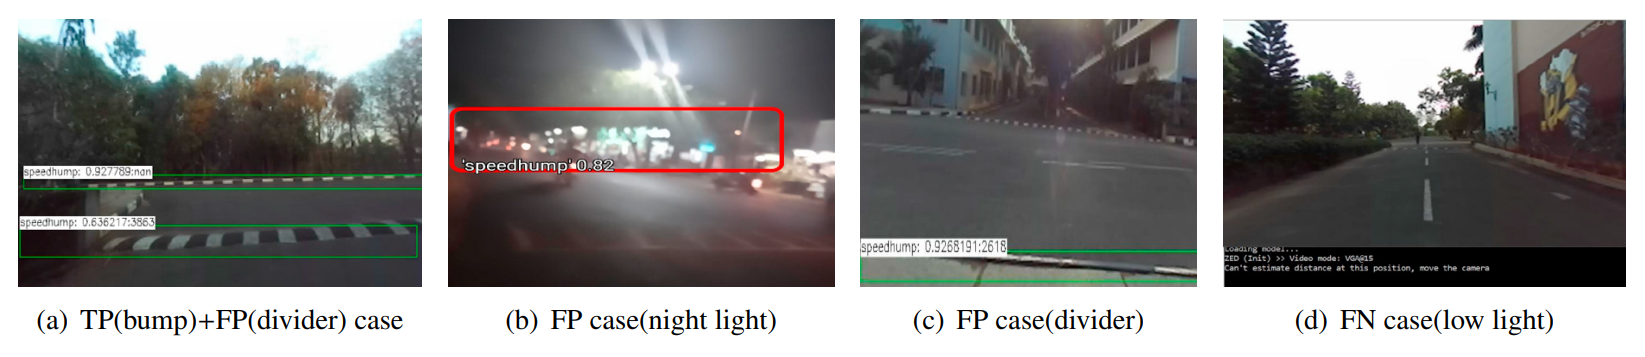 speedhump: 0.927789:nan
speedhump: 0.636217:3863
'speedhump' 0.82
speedhump: 0.9268191:2618
Loading model...
ZED (Init) >> Video mode: VGA@15
Can't estimate distance at this position, move the camera
(a) TP(bump)+FP(divider) case
(b) FP case(night light)
(c) FP case(divider)
(d) FN case(low light)